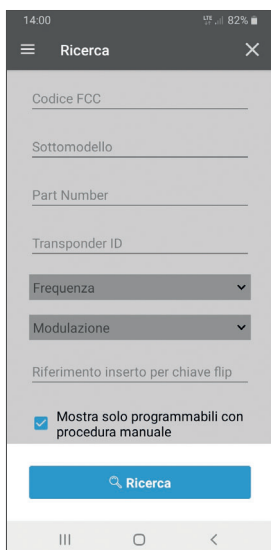 14:00 LTE 82%
Ricerca
Codice FCC
Sottomodello
Part Number
Transponder ID
Frequenza
Modulazione
Riferimento inserto per chiave flip
Mostra solo programmabili con
procedura manuale
Ricerca